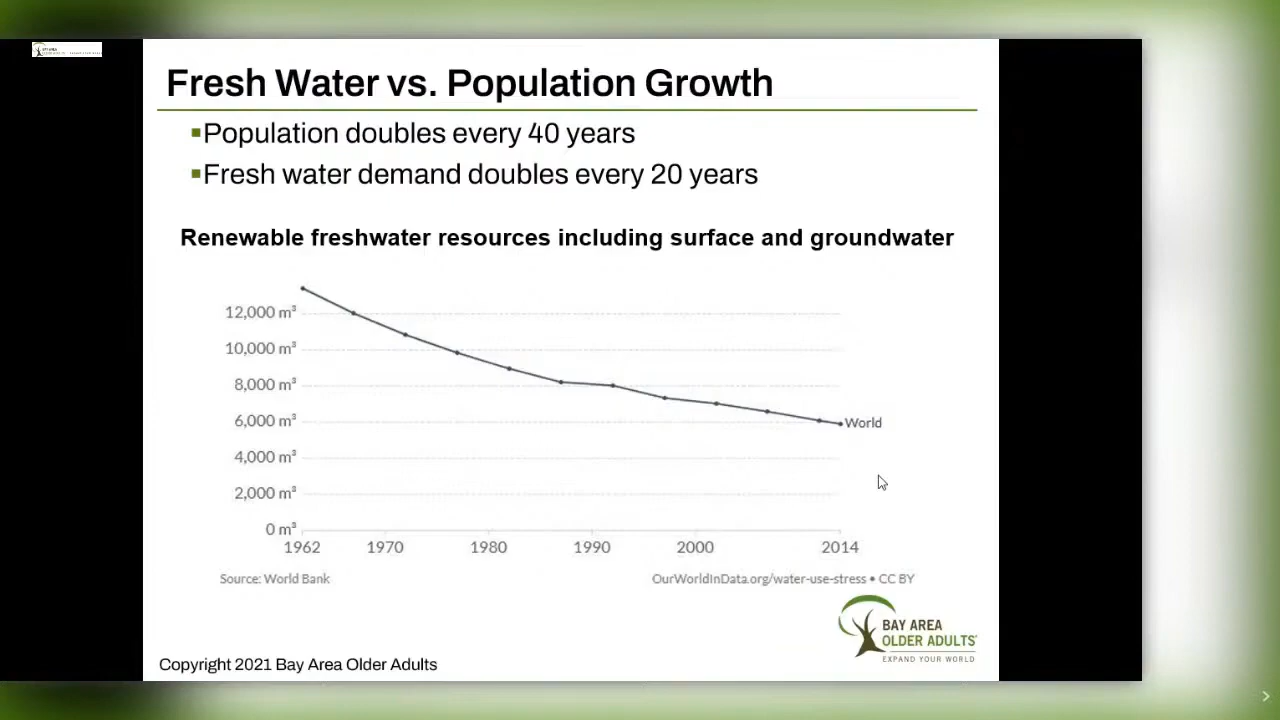 Fresh Water vs. Population Growth
▪Population doubles every 40 years
▪Fresh water demand doubles every 20 years
Renewable freshwater resources including surface and groundwater
12,000 m³
10,000 m³
8,000 m³
6,000 m³
World
4,000 m³
2,000 m³
0 m³
1962 1970 1980 1990 2000 2014
Source: World Bank OurWorldInData.org/water-use-stress • CC BY
BAY AREA
OLDER ADULTS
EXPAND YOUR WORLD
Copyright 2021 Bay Area Older Adults